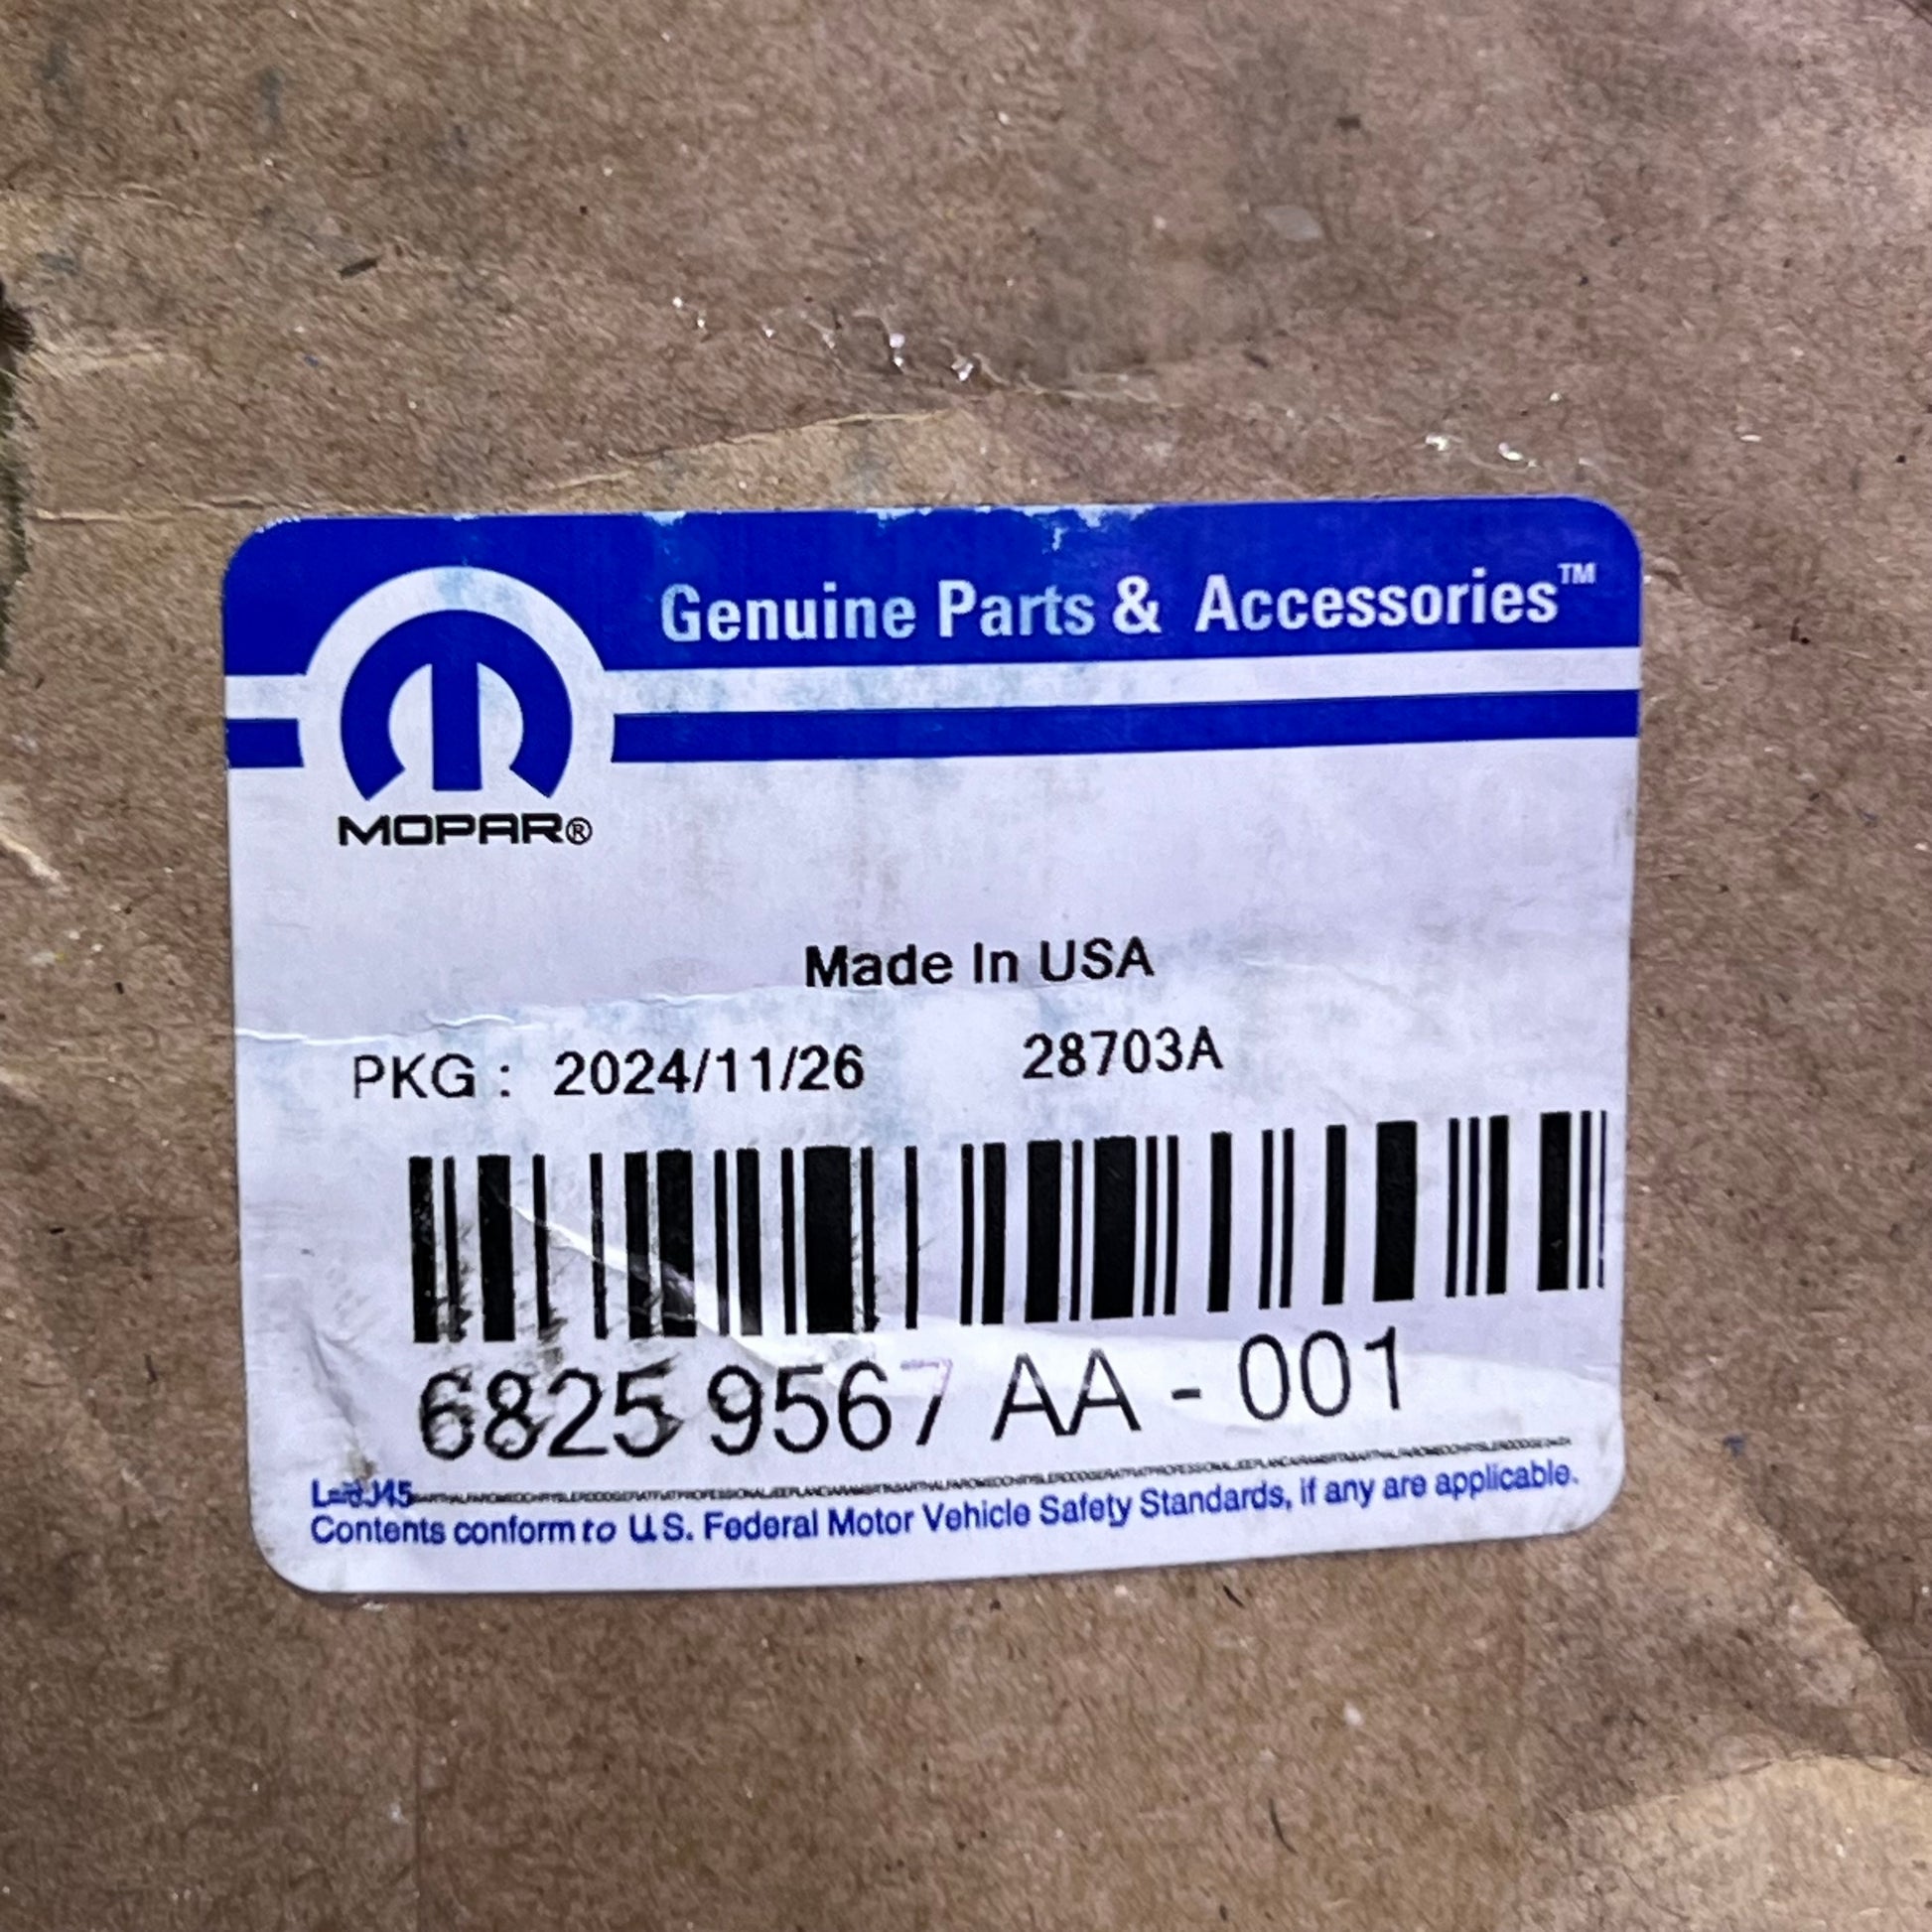 Genuine Parts & Accessories™
MOPAR®
Made In USA
PKG : 2024/11/26 28703A
6825 9567 AA - 001
Contents conform to U.S. Federal Motor Vehicle Safety Standards, if any are applicable.